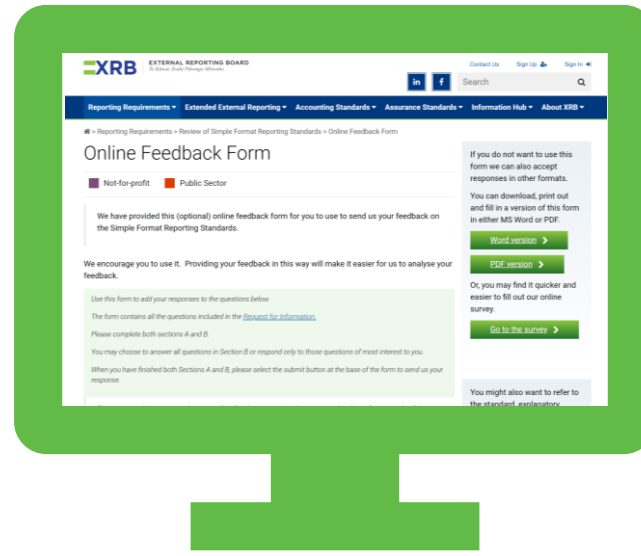 XRB EXTERNAL REPORTING BOARD
Te Kāwai Ārahi Pūrongo Mōwaho
Contact Us Sign Up Sign In
in f Search
Reporting Requirements Extended External Reporting Accounting Standards Assurance Standards Information Hub About XRB
> Reporting Requirements > Review of Simple Format Reporting Standards > Online Feedback Form
Online Feedback Form
Not-for-profit Public Sector
We have provided this (optional) online feedback form for you to use to send us your feedback on
the Simple Format Reporting Standards.
We encourage you to use it. Providing your feedback in this way will make it easier for us to analyse your
feedback.
Use this form to add your responses to the questions below.
The form contains all the questions included in the Request for Information.
Please complete both sections A and B.
You may choose to answer all questions in Section B or respond only to those questions of most interest to you.
When you have finished both Sections A and B, please select the submit button at the base of the form to send us your
response.
If you do not want to use this
form we can also accept
responses in other formats.
You can download, print out
and fill in a version of this form
in either MS Word or PDF.
Word version
PDF version
Or, you may find it quicker and
easier to fill out our online
survey.
Go to the survey
You might also want to refer to
the standard, explanatory